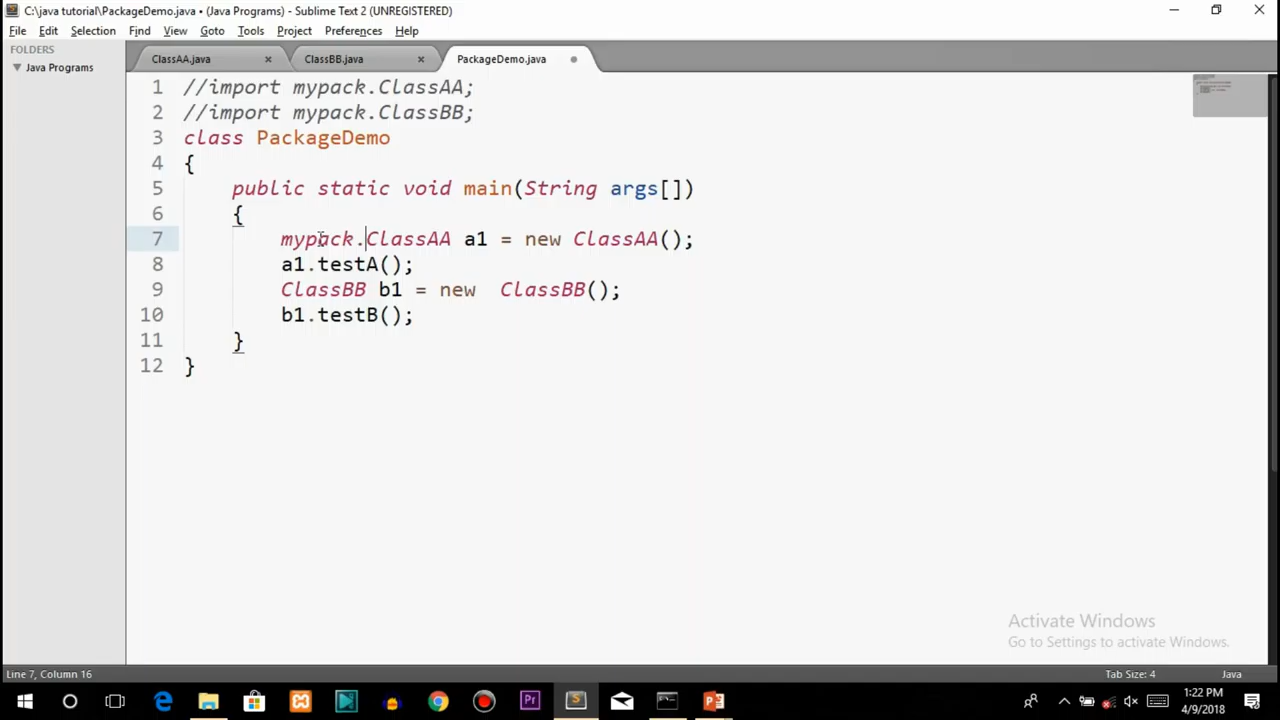 C:\java tutorial\PackageDemo.java • (Java Programs) - Sublime Text 2 (UNREGISTERED)
File Edit Selection Find View Goto Tools Project Preferences Help
FOLDERS
Java Programs
ClassAA.java ClassBB.java PackageDemo.java
1 //import mypack.ClassAA;
2 //import mypack.ClassBB;
3 class PackageDemo
4 {
5 public static void main(String args[])
6 {
7 mypack.ClassAA a1 = new ClassAA();
8 a1.testA();
9 ClassBB b1 = new  ClassBB();
10 b1.testB();
11 }
12 }
Activate Windows
Go to Settings to activate Windows.
Line 7, Column 16 Tab Size: 4 Java
Pr
1:22 PM
4/9/2018